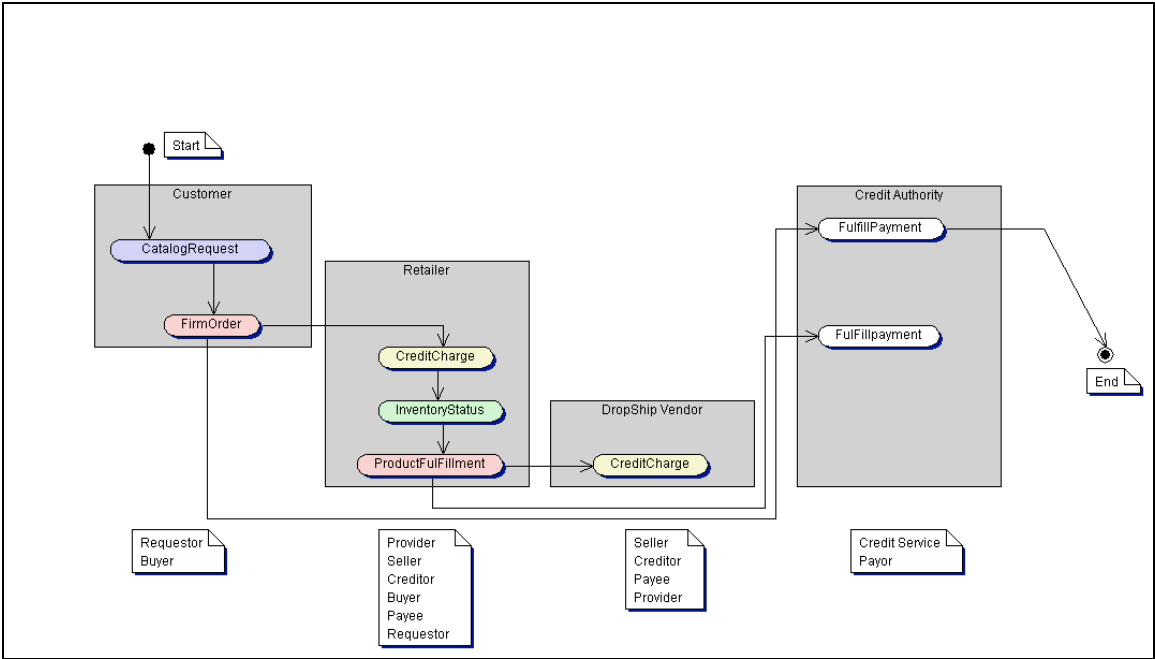 Start
Customer
CatalogRequest
FirmOrder
Retailer
CreditCharge
InventoryStatus
ProductFulFillment
DropShip Vendor
CreditCharge
Credit Authority
FulfillPayment
FulFillpayment
End
Requestor
Buyer
Provider
Seller
Creditor
Buyer
Payee
Requestor
Seller
Creditor
Payee
Provider
Credit Service
Payor